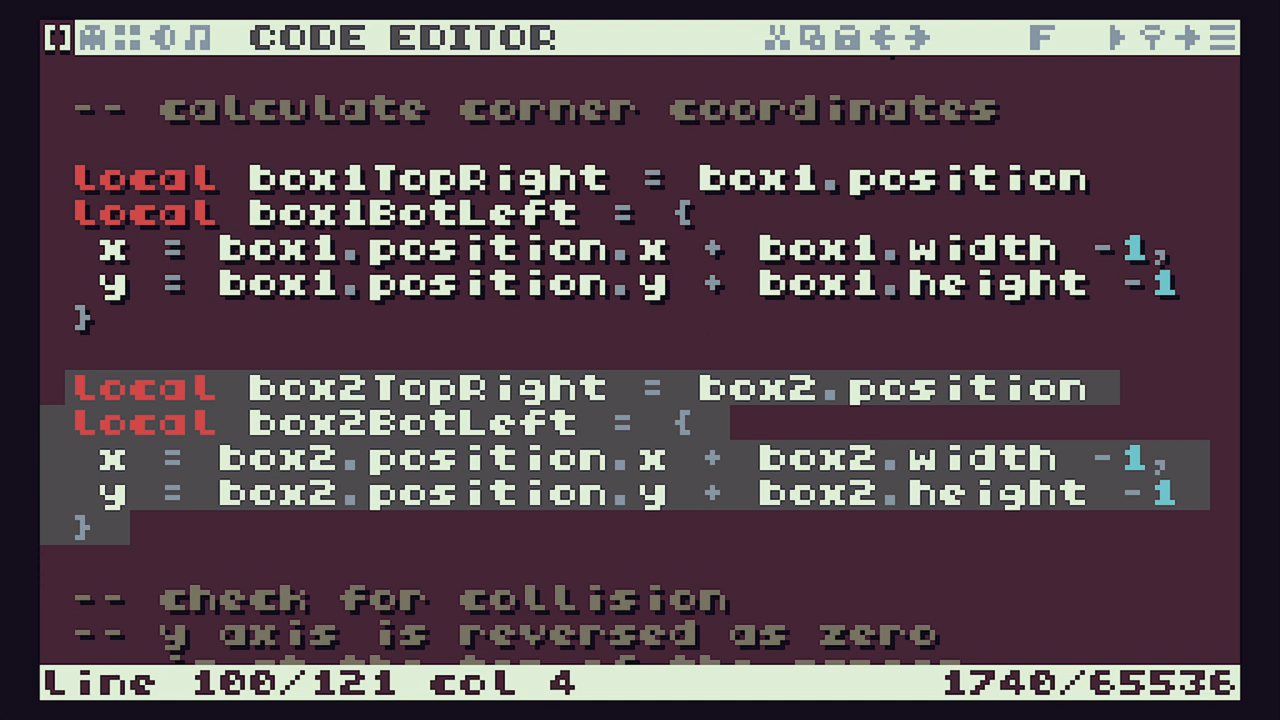 CODE EDITOR
F
-- calculate corner coordinates
local box1TopRight = box1.position
local box1BotLeft = {
x = box1.position.x + box1.width -1,
y = box1.position.y + box1.height -1
}
local box2TopRight = box2.position
local box2BotLeft = {
x = box2.position.x + box2.width -1,
y = box2.position.y + box2.height -1
}
-- check for collision
-- y axis is reversed as zero
line 100/121 col 4
1740/65536